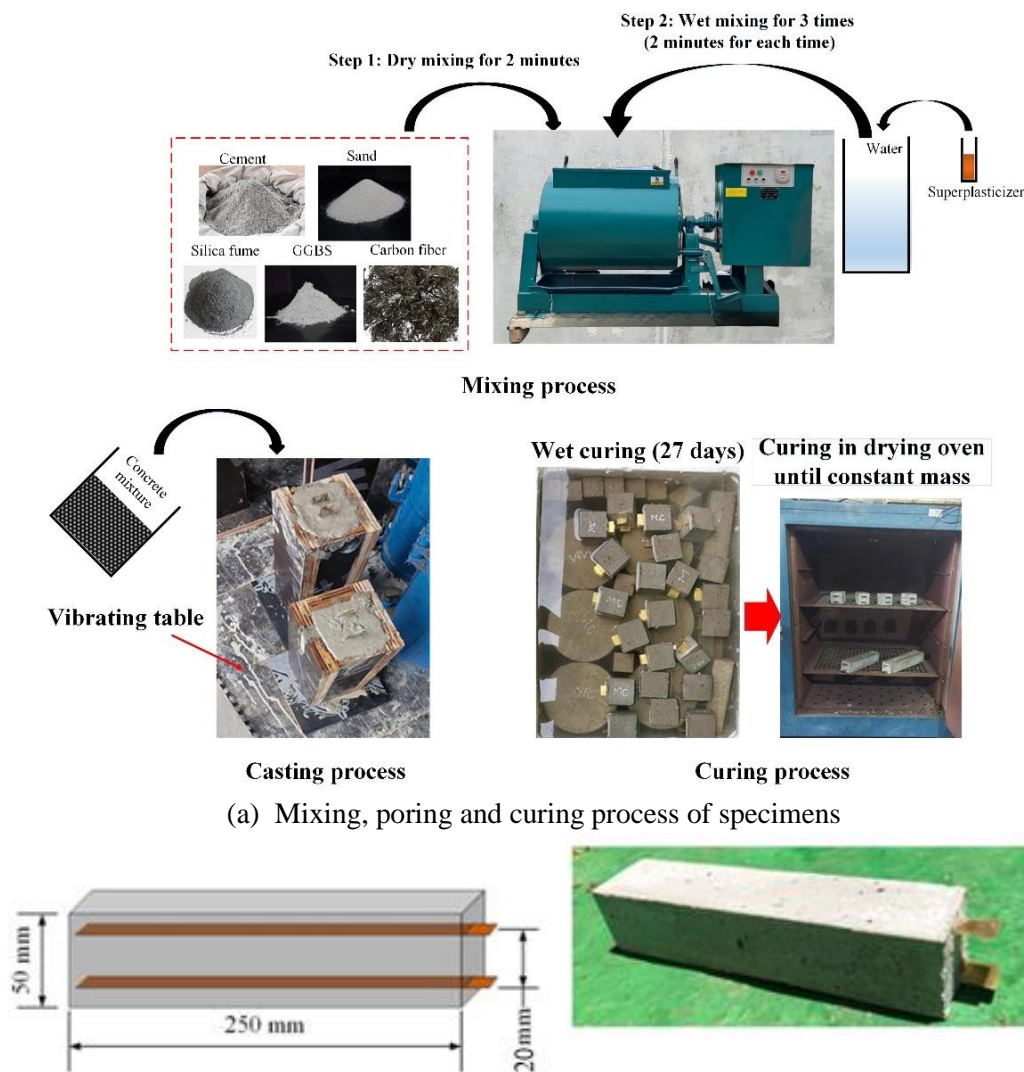 Step 2: Wet mixing for 3 times
(2 minutes for each time)
Step 1: Dry mixing for 2 minutes
Cement
Sand
Water
Superplasticizer
Silica fume
GGBS
Carbon fiber
Mixing process
Concrete
mixture
Wet curing (27 days)
Curing in drying oven
until constant mass
MC
MC
MC
Vibrating table
Casting process
Curing process
(a) Mixing, poring and curing process of specimens
50 mm
250 mm
20mm